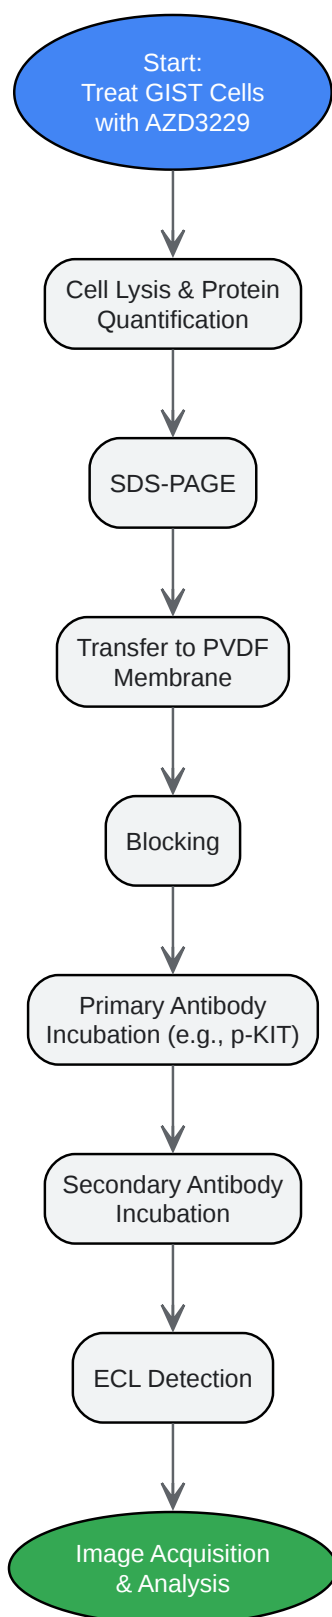 Start:
Treat GIST Cells
with AZD3229
Cell Lysis & Protein
Quantification
SDS-PAGE
Transfer to PVDF
Membrane
Blocking
Primary Antibody
Incubation (e.g., p-KIT)
Secondary Antibody
Incubation
ECL Detection
Image Acquisition
& Analysis